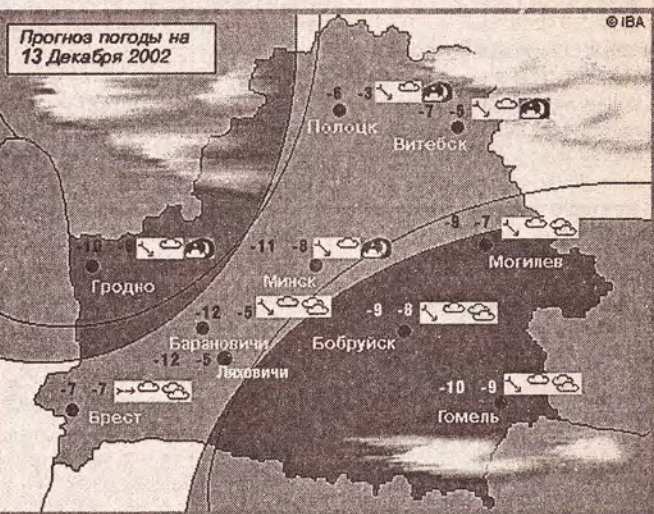 Прогноз погоды на
13 Декабря 2002
© IBA
-6 -3
Полоцк
-7 -5
Витебск
-9 -7
Могилев
-10
Гродно
-11 -8
Минск
-12 -5
Барановичи
-12 -5
Ляховичи
-9 -8
Бобруйск
-7 -7
Брест
-10 -9
Гомель